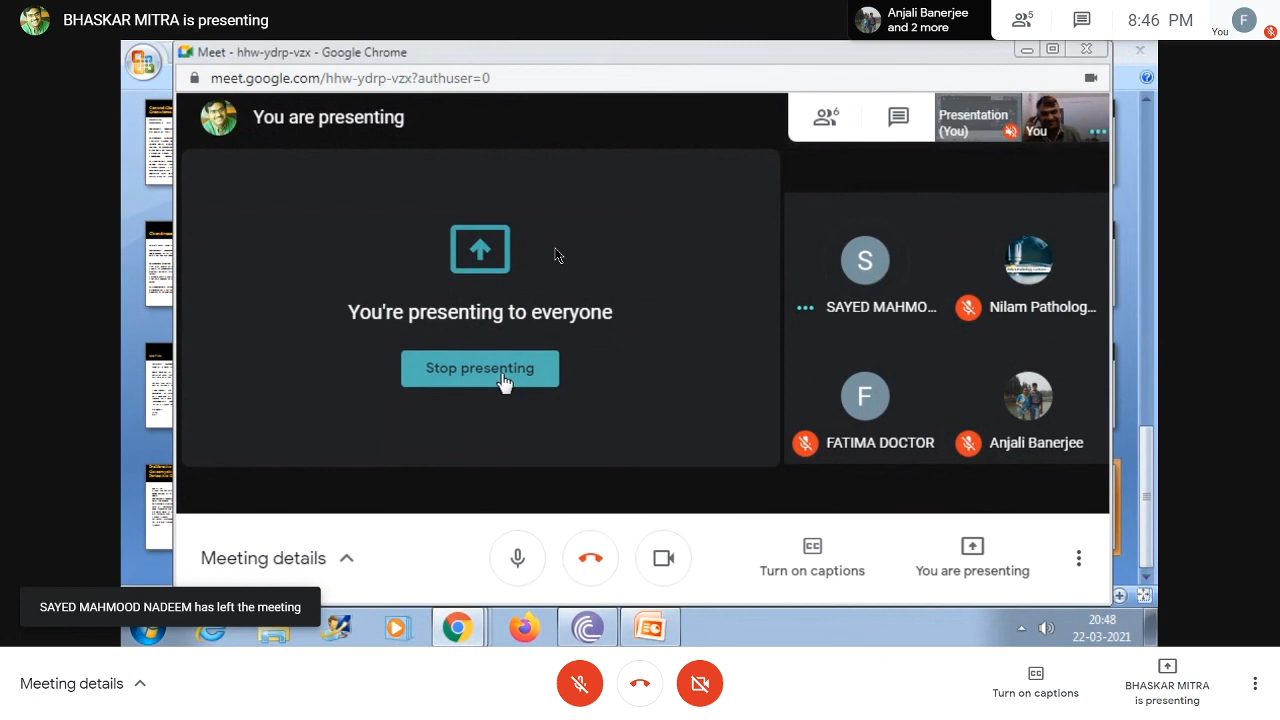 BHASKAR MITRA is presenting
Anjali Banerjee
and 2 more
5
8:46 PM
You
F
Meet - hhw-ydrp-vzx - Google Chrome
meet.google.com/hhw-ydrp-vzx?authuser=0
You are presenting
6
Presentation
(You)
You
You're presenting to everyone
Stop presenting
S
SAYED MAHMO...
Nilam Patholog...
F
FATIMA DOCTOR
Anjali Banerjee
Meeting details
CC
Turn on captions
You are presenting
SAYED MAHMOOD NADEEM has left the meeting
20:48
22-03-2021
Meeting details
CC
Turn on captions
BHASKAR MITRA
is presenting